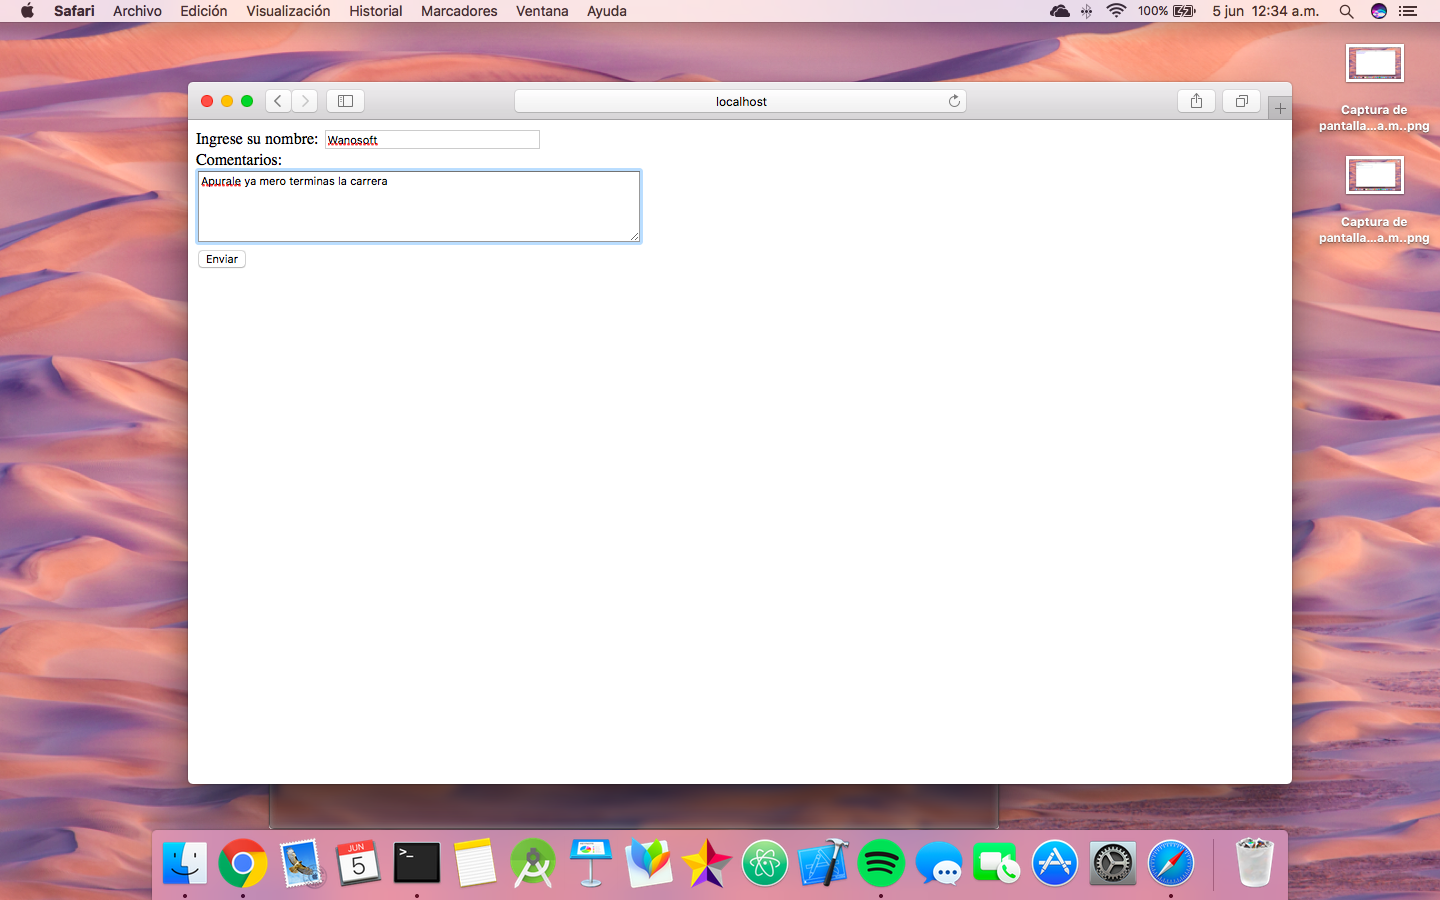 Safari Archivo Edición Visualización Historial Marcadores Ventana Ayuda 100% 5 jun 12:34 a.m.
localhost
Ingrese su nombre: Wanosoft
Comentarios:
Apurale ya mero terminas la carrera
Enviar
Captura de
pantalla...a.m..png
Captura de
pantalla...a.m..png
JUN
5
>_